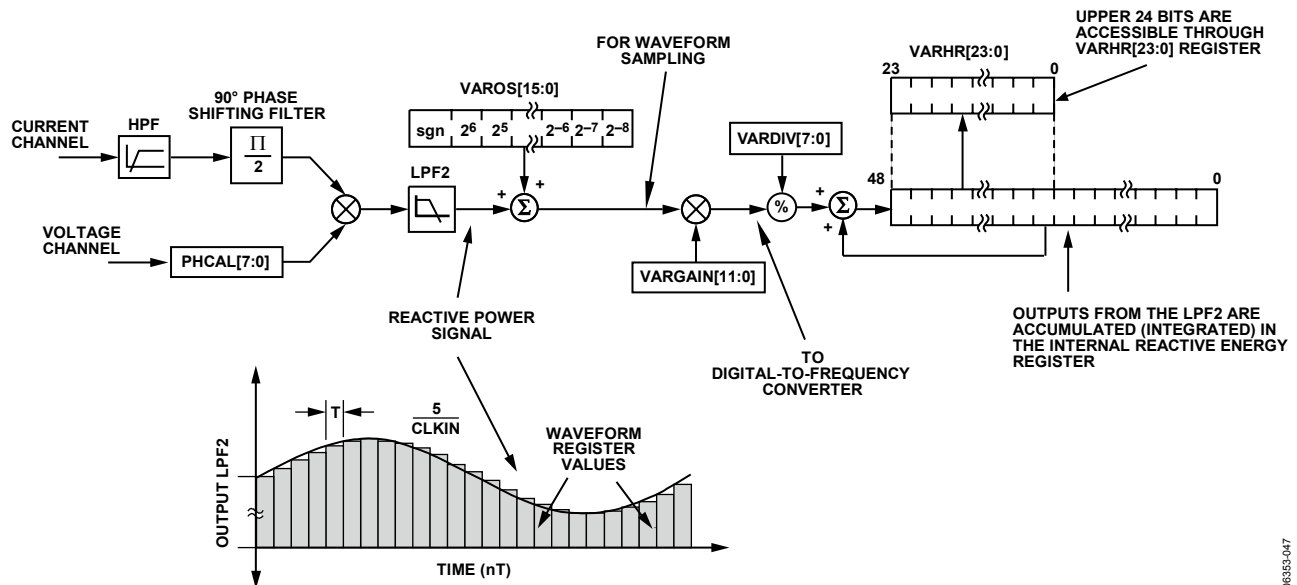 UPPER 24 BITS ARE
ACCESSIBLE THROUGH
VARHR[23:0] REGISTER
FOR WAVEFORM
SAMPLING
VARHR[23:0]
23
0
90° PHASE
SHIFTING FILTER
VAROS[15:0]
CURRENT
CHANNEL
HPF
Π
2
sgn 2⁶ 2⁵ 2⁻⁶ 2⁻⁷ 2⁻⁸
VARDIV[7:0]
LPF2
+
+
Σ
%
+
+
Σ
48
0
VOLTAGE
CHANNEL
PHCAL[7:0]
VARGAIN[11:0]
REACTIVE POWER
SIGNAL
TO
DIGITAL-TO-FREQUENCY
CONVERTER
OUTPUTS FROM THE LPF2 ARE
ACCUMULATED (INTEGRATED) IN
THE INTERNAL REACTIVE ENERGY
REGISTER
T
5
CLKIN
WAVEFORM
REGISTER
VALUES
OUTPUT LPF2
TIME (nT)
06353-047